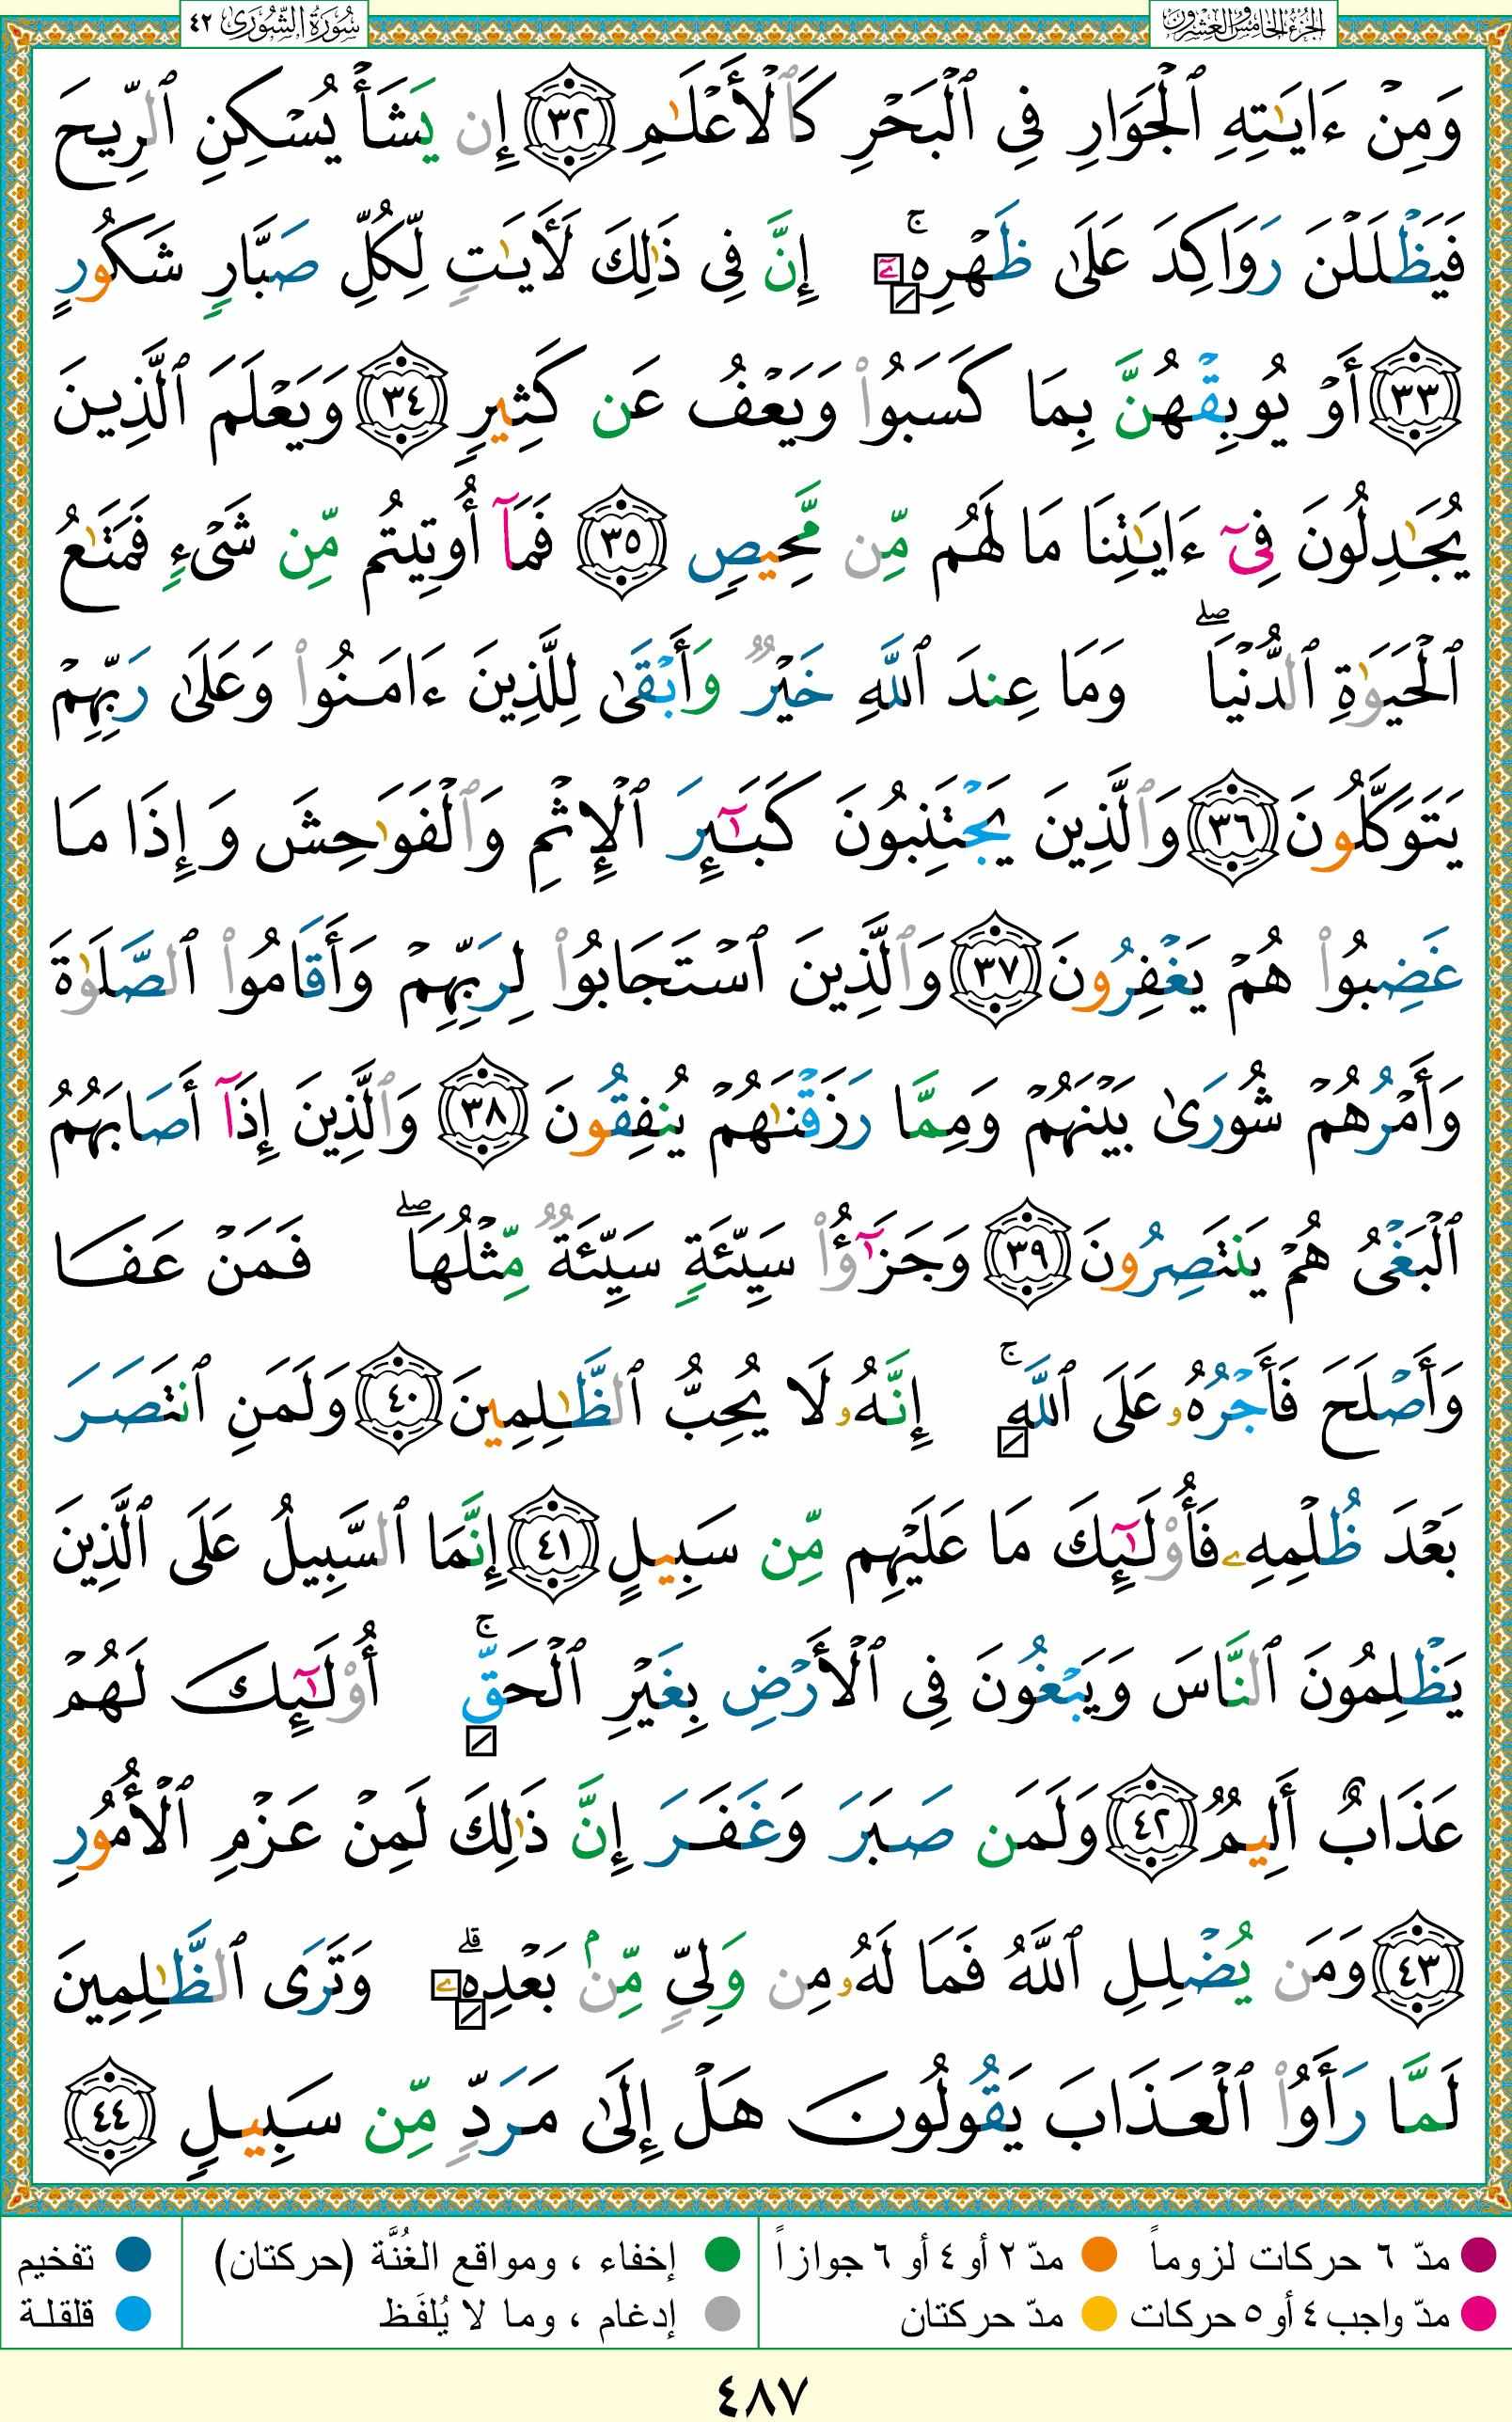 الجزء الخامس والعشرون
سُورَةُ الشُّورَىٰ ٤٢
وَمِنْ ءَايَٰتِهِ ٱلْجَوَارِ فِى ٱلْبَحْرِ كَٱلْأَعْلَٰمِ ٣٢ إِن يَشَأْ يُسْكِنِ ٱلرِّيحَ
فَيَظْلَلْنَ رَوَاكِدَ عَلَىٰ ظَهْرِهِۦٓ ۚ إِنَّ فِى ذَٰلِكَ لَـَٔايَٰتٍ لِّكُلِّ صَبَّارٍ شَكُورٍ
٣٣ أَوْ يُوبِقْهُنَّ بِمَا كَسَبُوا۟ وَيَعْفُ عَن كَثِيرٍ ٣٤ وَيَعْلَمَ ٱلَّذِينَ
يُجَٰدِلُونَ فِىٓ ءَايَٰتِنَا مَا لَهُم مِّن مَّحِيصٍ ٣٥ فَمَآ أُوتِيتُم مِّن شَىْءٍ فَمَتَٰعُ
ٱلْحَيَوٰةِ ٱلدُّنْيَا ۖ وَمَا عِندَ ٱللَّهِ خَيْرٌ وَأَبْقَىٰ لِلَّذِينَ ءَامَنُوا۟ وَعَلَىٰ رَبِّهِمْ
يَتَوَكَّلُونَ ٣٦ وَٱلَّذِينَ يَجْتَنِبُونَ كَبَٰٓئِرَ ٱلْإِثْمِ وَٱلْفَوَٰحِشَ وَإِذَا مَا
غَضِبُوا۟ هُمْ يَغْفِرُونَ ٣٧ وَٱلَّذِينَ ٱسْتَجَابُوا۟ لِرَبِّهِمْ وَأَقَامُوا۟ ٱلصَّلَوٰةَ
وَأَمْرُهُمْ شُورَىٰ بَيْنَهُمْ وَمِمَّا رَزَقْنَٰهُمْ يُنفِقُونَ ٣٨ وَٱلَّذِينَ إِذَآ أَصَابَهُمُ
ٱلْبَغْىُ هُمْ يَنتَصِرُونَ ٣٩ وَجَزَٰٓؤُا۟ سَيِّئَةٍ سَيِّئَةٌ مِّثْلُهَا ۖ فَمَنْ عَفَا
وَأَصْلَحَ فَأَجْرُهُۥ عَلَى ٱللَّهِ ۚ إِنَّهُۥ لَا يُحِبُّ ٱلظَّٰلِمِينَ ٤٠ وَلَمَنِ ٱنتَصَرَ
بَعْدَ ظُلْمِهِۦ فَأُو۟لَٰٓئِكَ مَا عَلَيْهِم مِّن سَبِيلٍ ٤١ إِنَّمَا ٱلسَّبِيلُ عَلَى ٱلَّذِينَ
يَظْلِمُونَ ٱلنَّاسَ وَيَبْغُونَ فِى ٱلْأَرْضِ بِغَيْرِ ٱلْحَقِّ ۚ أُو۟لَٰٓئِكَ لَهُمْ
عَذَابٌ أَلِيمٌ ٤٢ وَلَمَن صَبَرَ وَغَفَرَ إِنَّ ذَٰلِكَ لَمِنْ عَزْمِ ٱلْأُمُورِ
٤٣ وَمَن يُضْلِلِ ٱللَّهُ فَمَا لَهُۥ مِن وَلِىٍّ مِّنۢ بَعْدِهِۦ ۗ وَتَرَى ٱلظَّٰلِمِينَ
لَمَّا رَأَوُا۟ ٱلْعَذَابَ يَقُولُونَ هَلْ إِلَىٰ مَرَدٍّ مِّن سَبِيلٍ ٤٤
مدّ ٦ حركات لزوماً مدّ ٢ أو ٤ أو ٦ جوازاً إخفاء ، ومواقع الغُنَّة (حركتان) تفخيم
مدّ واجب ٤ أو ٥ حركات مدّ حركتان إدغام ، وما لا يُلفَظ قلقلة
٤٨٧